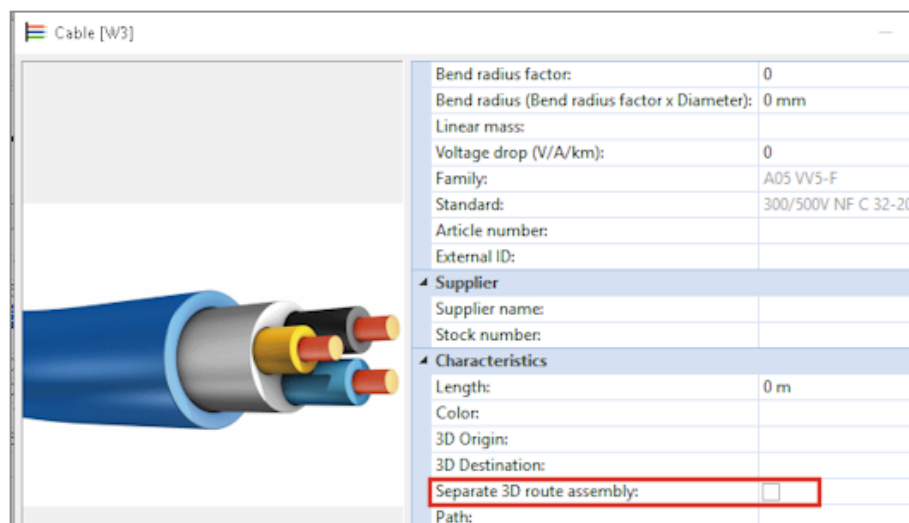 Cable [W3]
Bend radius factor: 0
Bend radius (Bend radius factor x Diameter): 0 mm
Linear mass:
Voltage drop (V/A/km): 0
Family: A05 VV5-F
Standard: 300/500V NF C 32-20
Article number:
External ID:
Supplier
Supplier name:
Stock number:
Characteristics
Length: 0 m
Color:
3D Origin:
3D Destination:
Separate 3D route assembly:
Path: